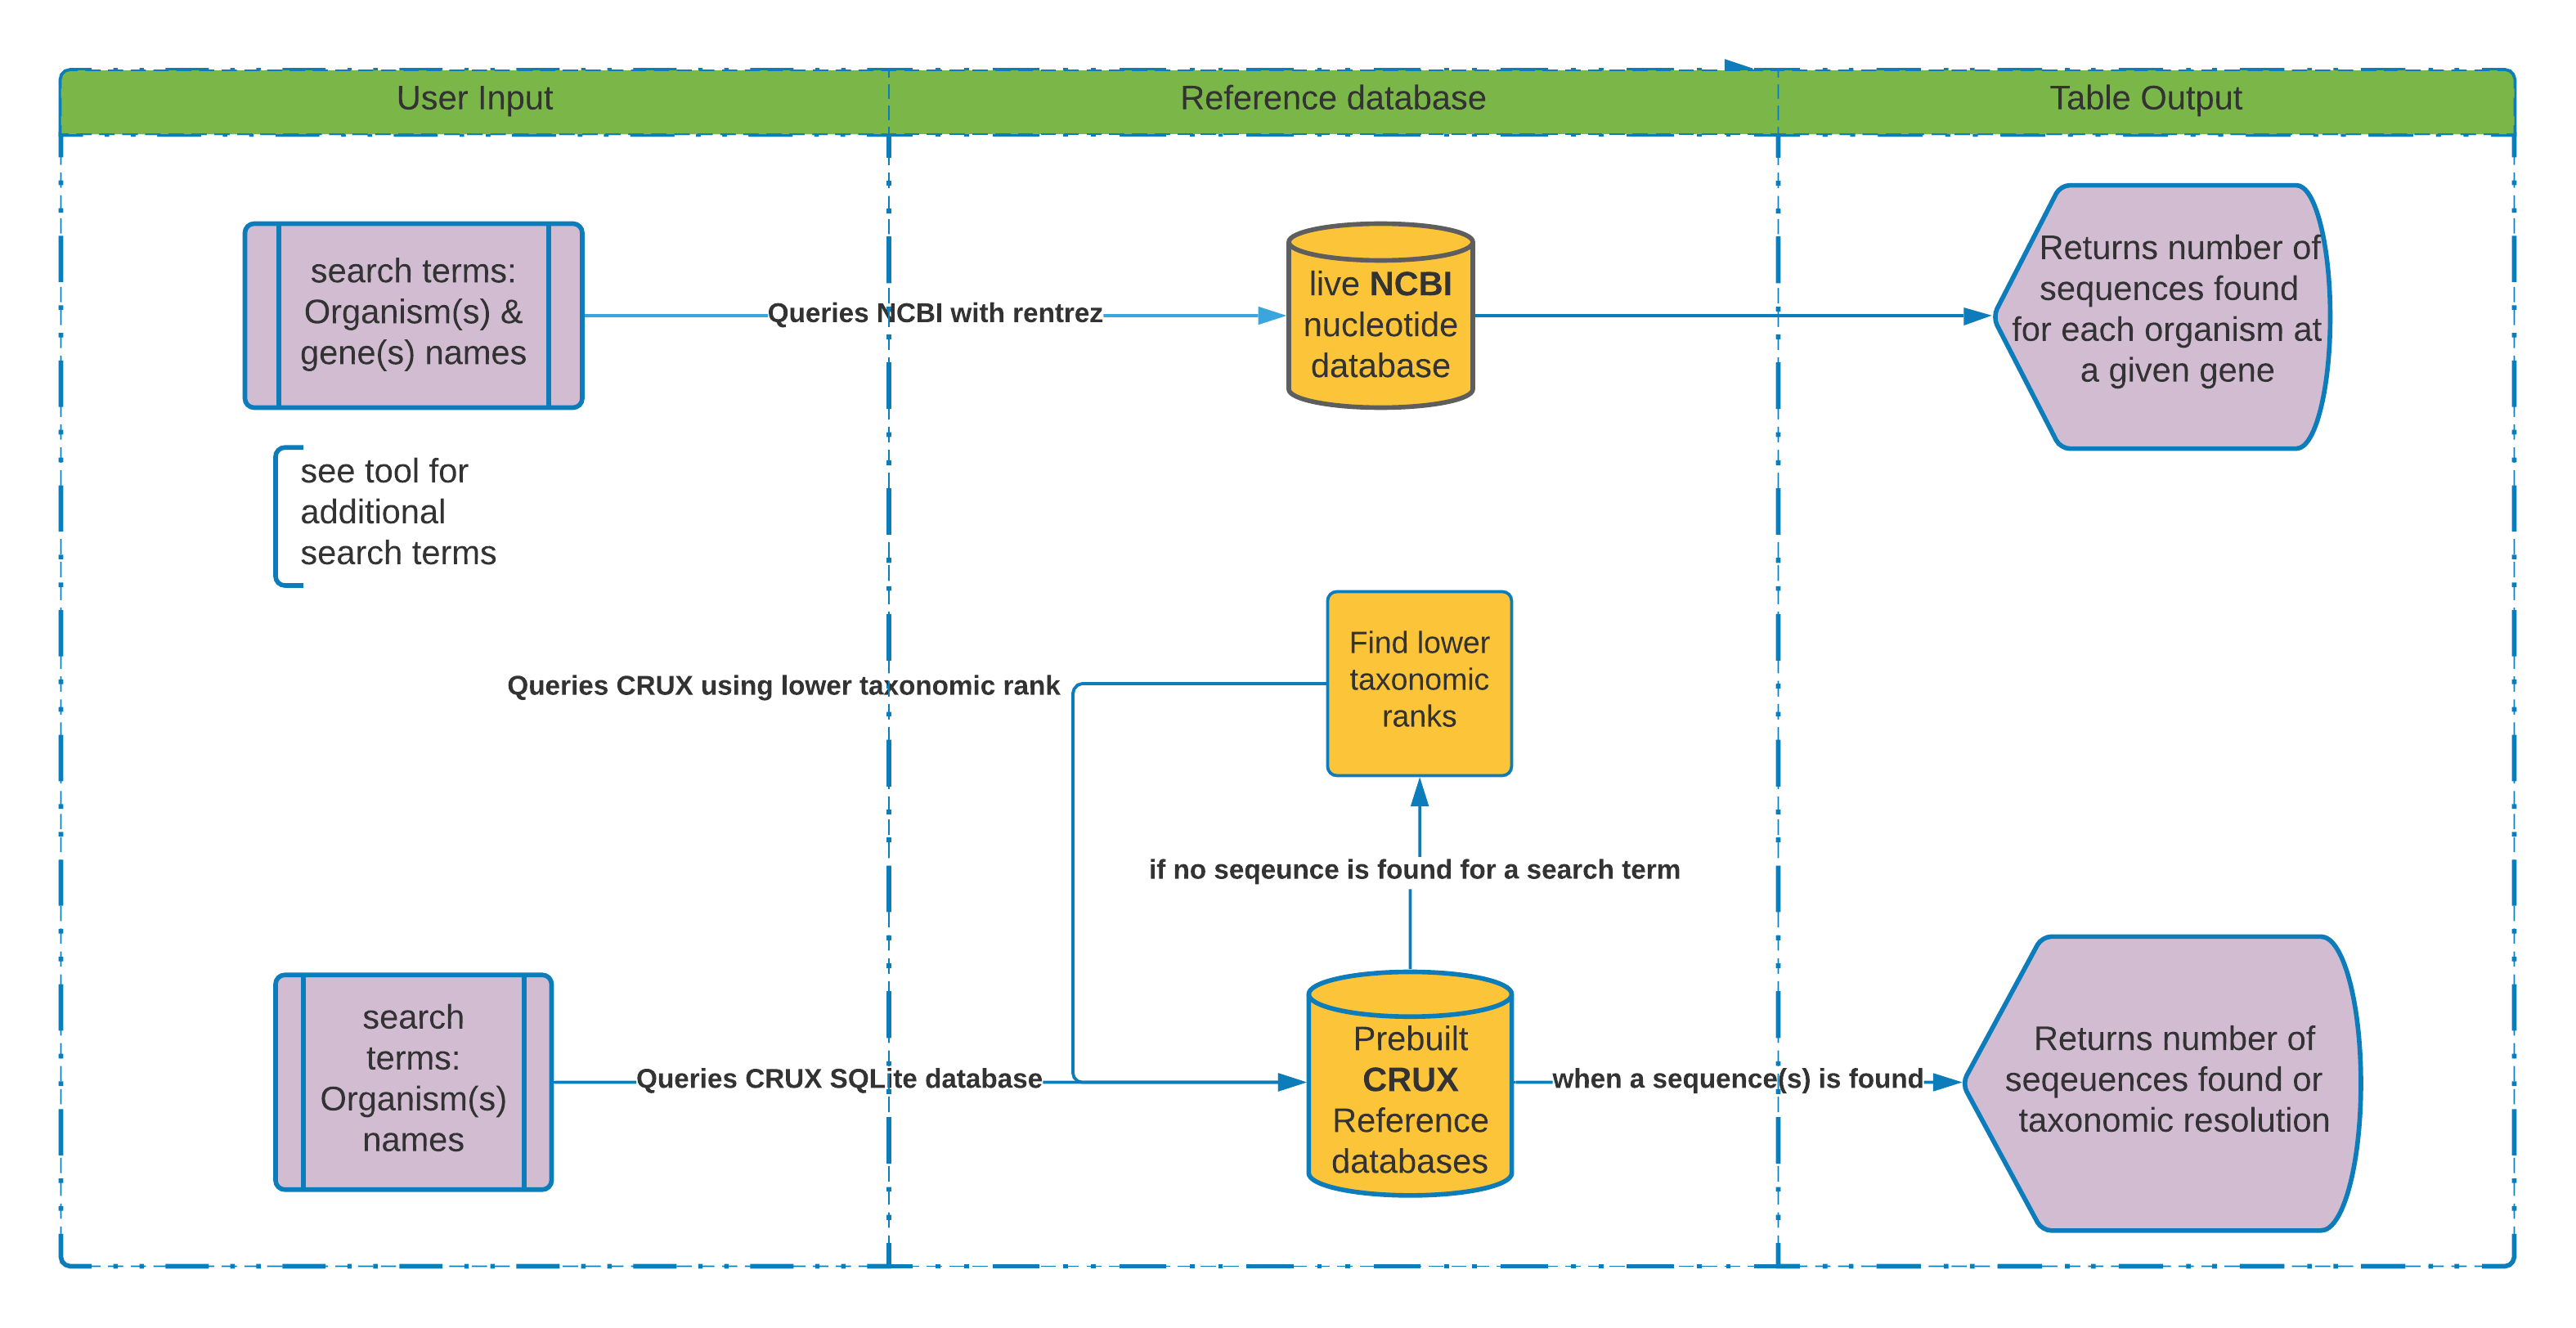 User Input
Reference database
Table Output
search terms:
Organism(s) &
gene(s) names
Queries NCBI with rentrez
live NCBI
nucleotide
database
Returns number of
sequences found
for each organism at
a given gene
see tool for
additional
search terms
Find lower
taxonomic
ranks
Queries CRUX using lower taxonomic rank
if no seqeunce is found for a search term
search
terms:
Organism(s)
names
Queries CRUX SQLite database
Prebuilt
CRUX
Reference
databases
when a sequence(s) is found
Returns number of
seqeuences found or
taxonomic resolution